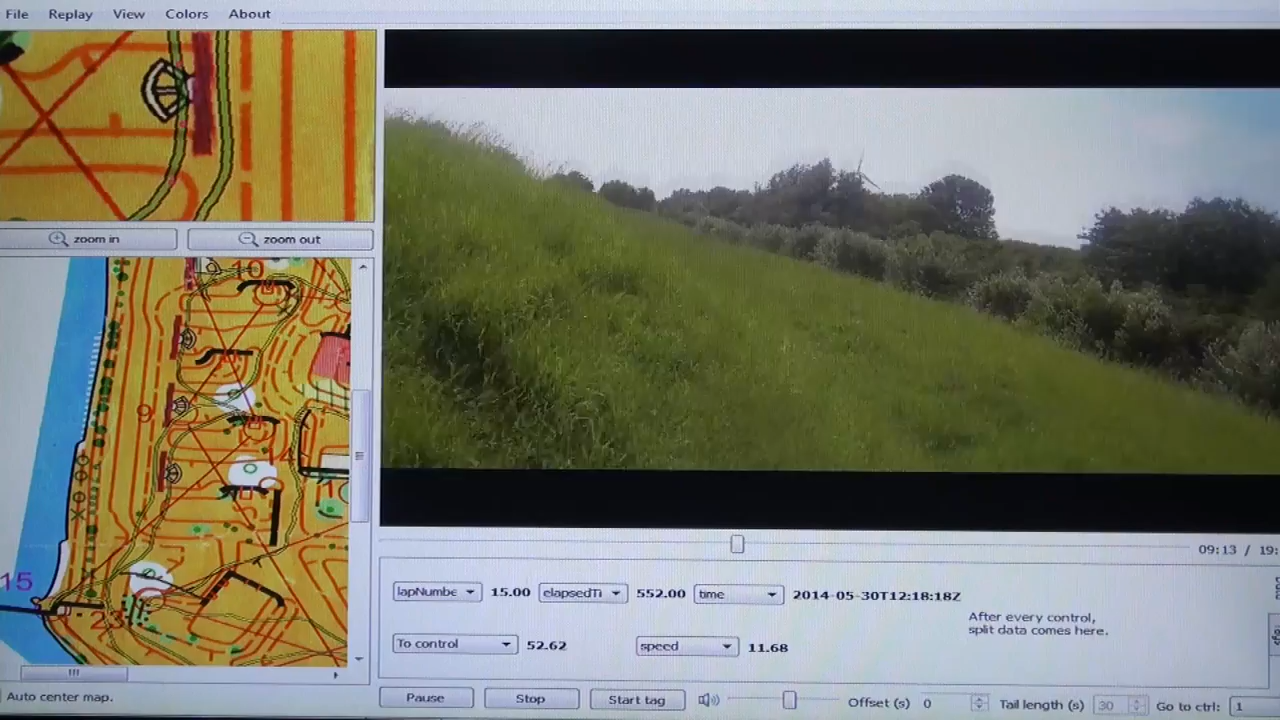 File Replay View Colors About
zoom in zoom out
10
9
15
23
09:13 / 19:
lapNumbe 15.00 elapsedTi 552.00 time 2014-05-30T12:18:18Z
After every control,
split data comes here.
To control 52.62 speed 11.68
Auto center map.
Pause Stop Start tag Offset (s) 0 Tail length (s) 30 Go to ctrl: 1